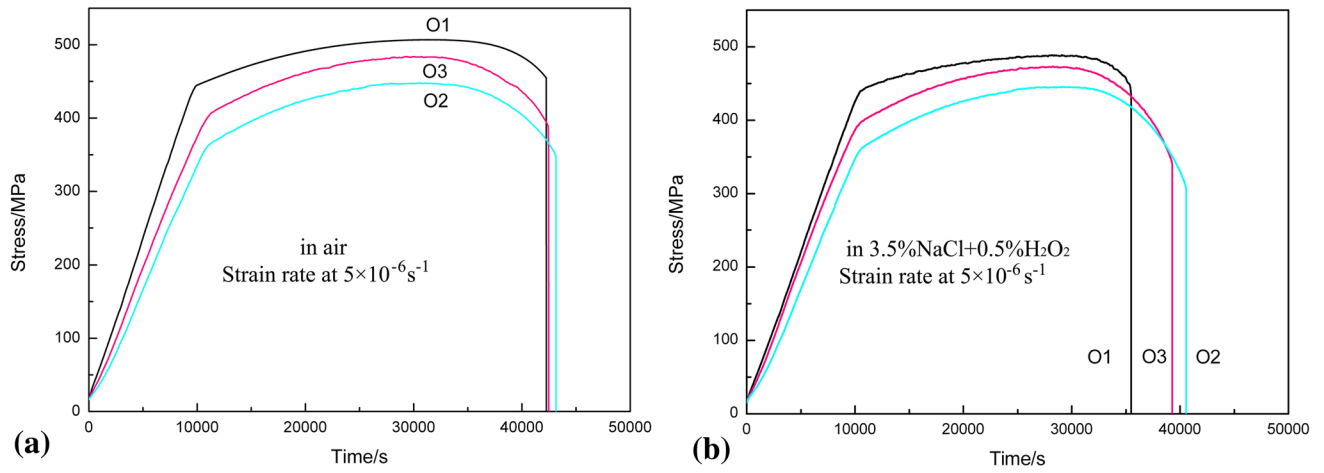 O1
O3
O2
in air
Strain rate at 5×10⁻⁶s⁻¹
Stress/MPa
500
400
300
200
100
0
0 10000 20000 30000 40000 50000
Time/s
(a)
in 3.5%NaCl+0.5%H₂O₂
Strain rate at 5×10⁻⁶s⁻¹
O1 O3 O2
Stress/MPa
500
400
300
200
100
0
0 10000 20000 30000 40000 50000
Time/s
(b)